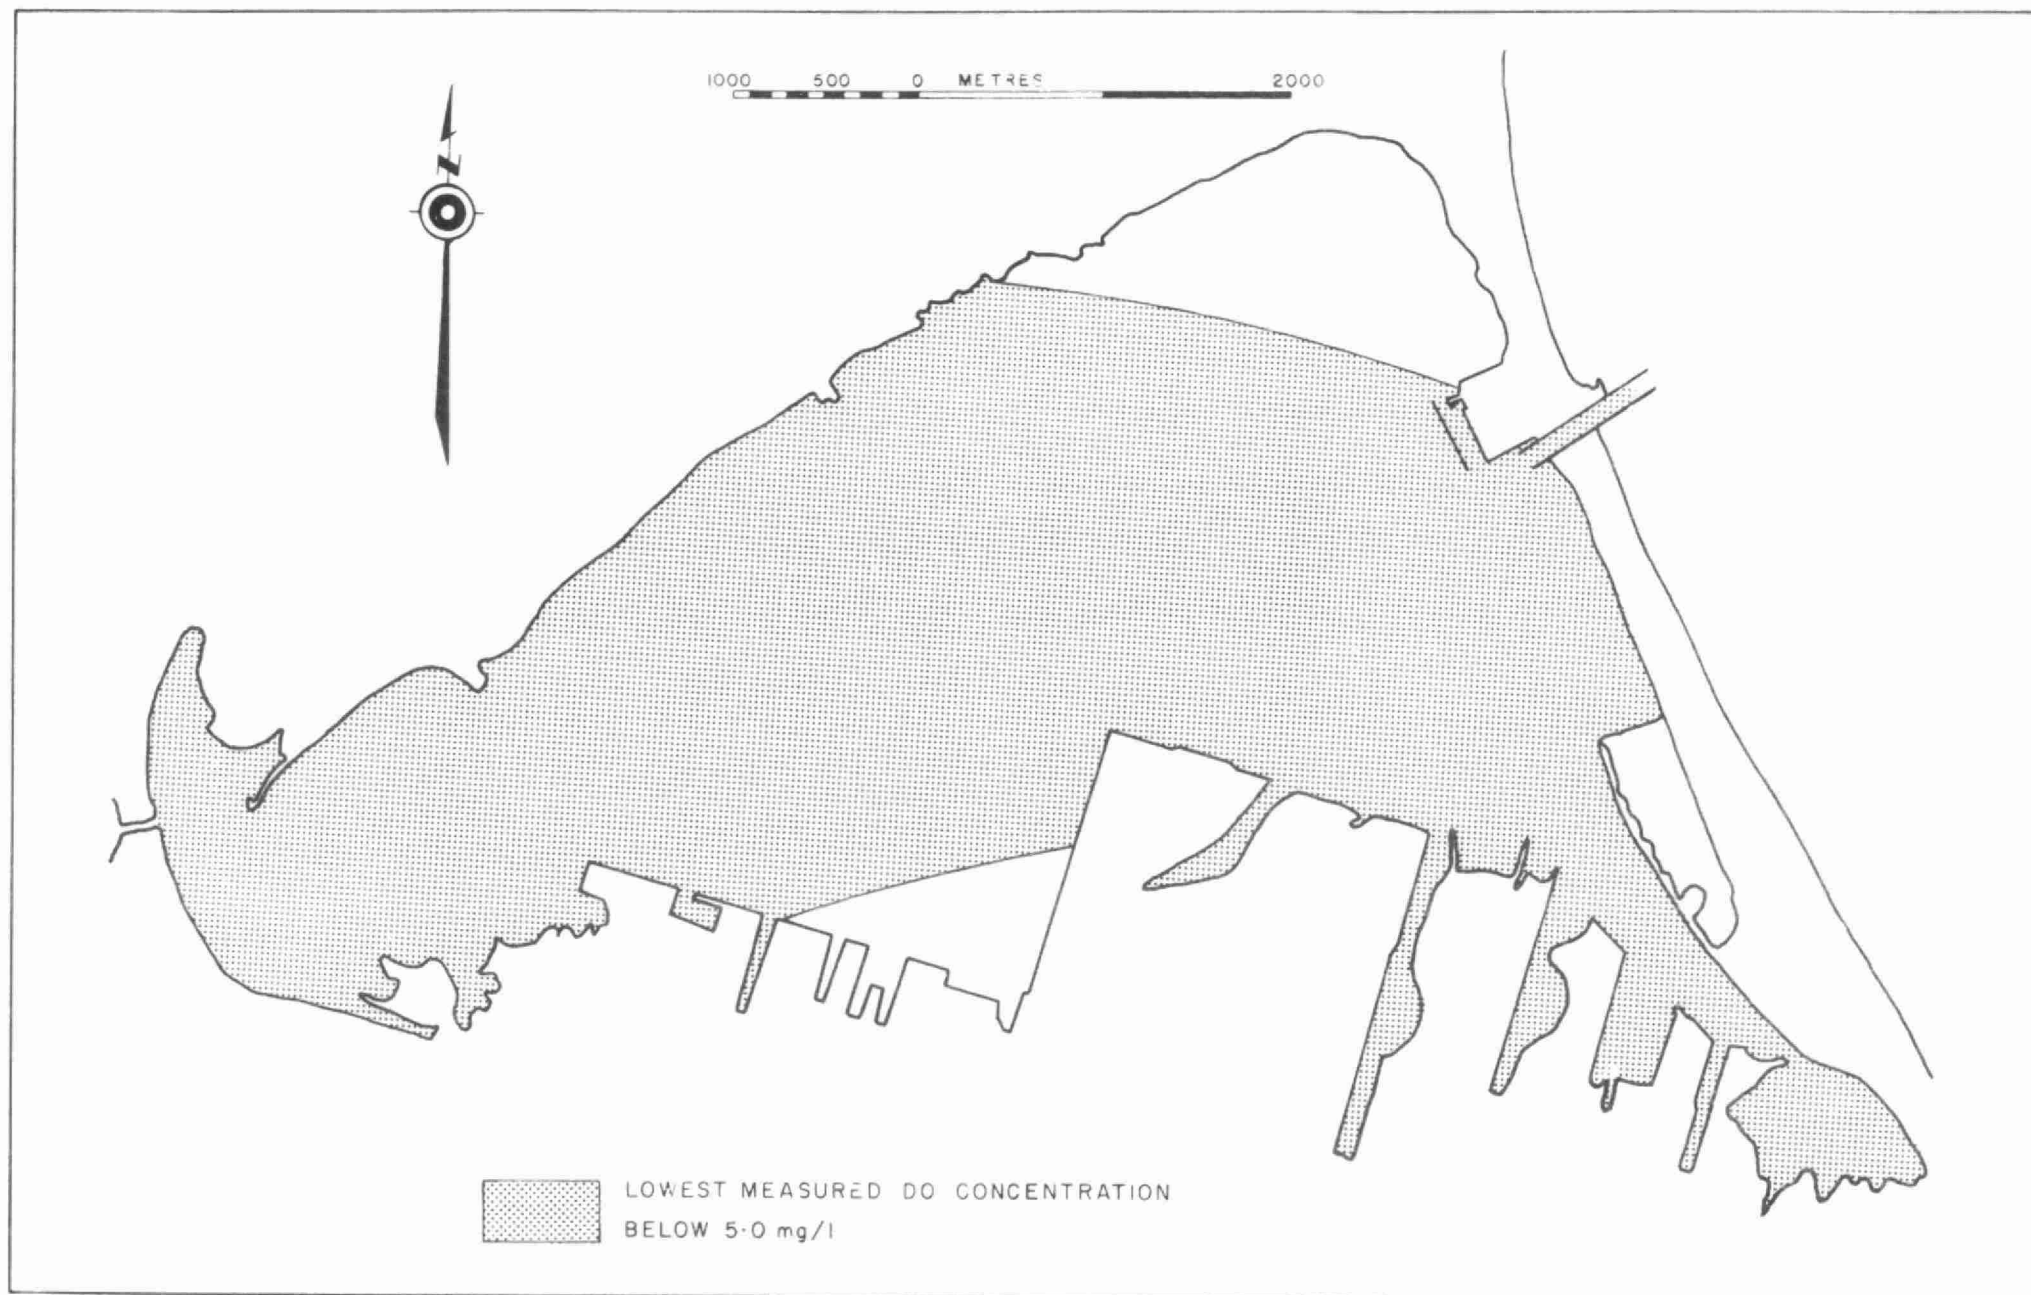 1000 500 0 METRES 2000
N
LOWEST MEASURED DO CONCENTRATION
BELOW 5·0 mg/l